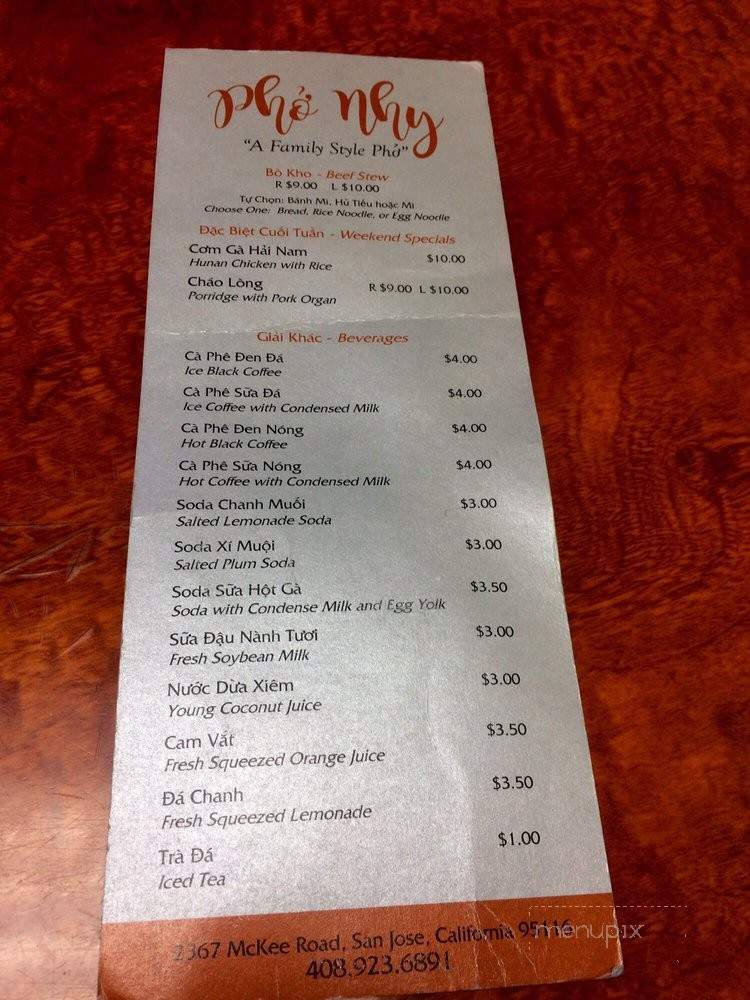 Phở Nhy
"A Family Style Phở"
Bò Kho - Beef Stew
R $9.00 L $10.00
Tự Chọn: Bánh Mì, Hủ Tiếu hoặc Mì
Choose One: Bread, Rice Noodle, or Egg Noodle
Đặc Biệt Cuối Tuần - Weekend Specials
Cơm Gà Hải Nam $10.00
Hunan Chicken with Rice
Cháo Lòng R $9.00 L $10.00
Porridge with Pork Organ
Giải Khác - Beverages
Cà Phê Đen Đá $4.00
Ice Black Coffee
Cà Phê Sữa Đá $4.00
Ice Coffee with Condensed Milk
Cà Phê Đen Nóng $4.00
Hot Black Coffee
Cà Phê Sữa Nóng $4.00
Hot Coffee with Condensed Milk
Soda Chanh Muối $3.00
Salted Lemonade Soda
Soda Xí Muội $3.00
Salted Plum Soda
Soda Sữa Hột Gà $3.50
Soda with Condense Milk and Egg Yolk
Sữa Đậu Nành Tươi $3.00
Fresh Soybean Milk
Nước Dừa Xiêm $3.00
Young Coconut Juice
Cam Vắt $3.50
Fresh Squeezed Orange Juice
Đá Chanh $3.50
Fresh Squeezed Lemonade
Trà Đá $1.00
Iced Tea
2367 McKee Road, San Jose, California 95116
408.923.6891
menupix